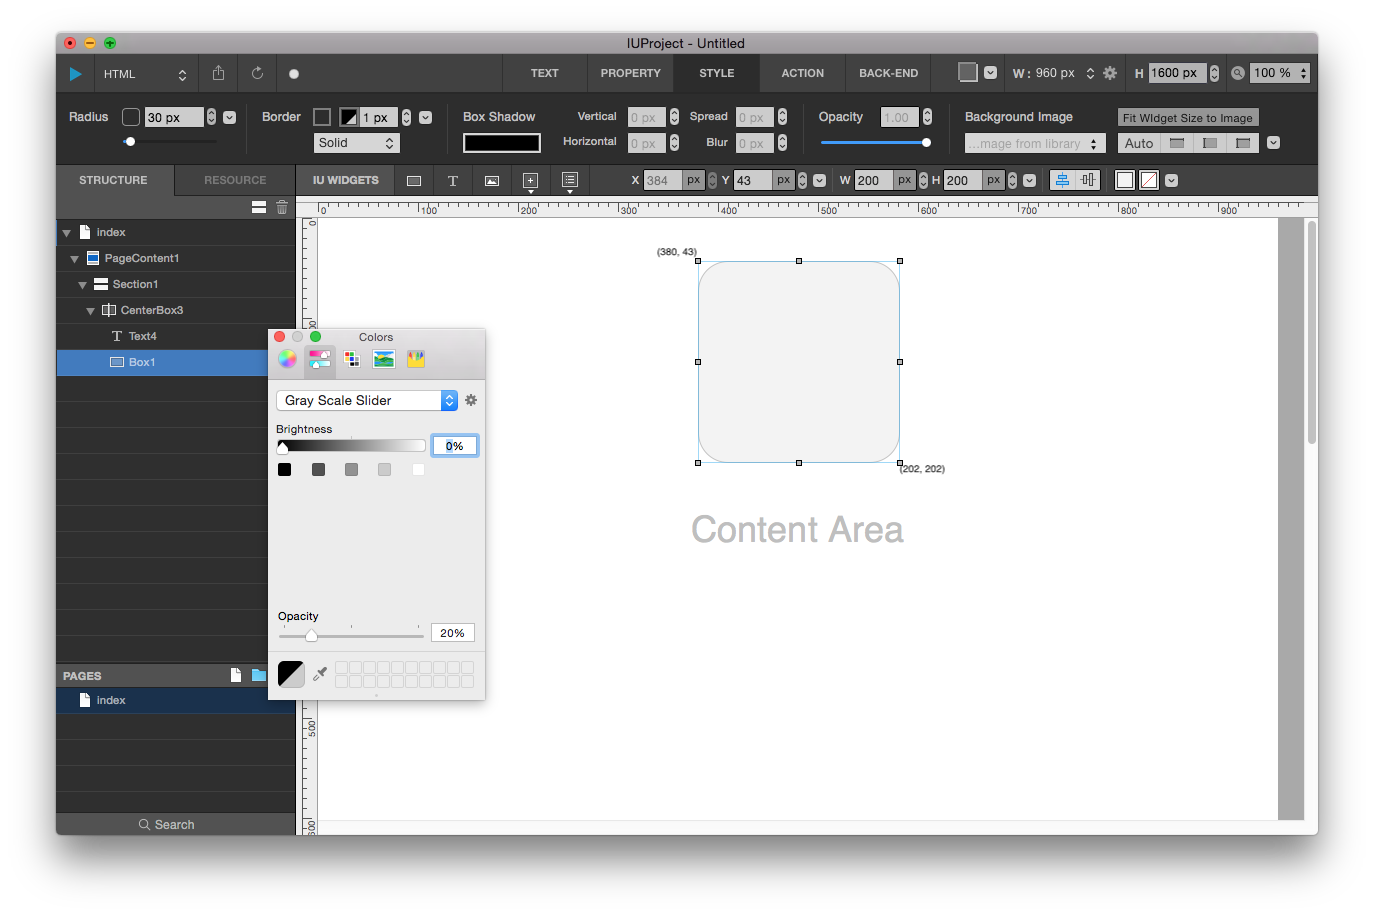 IUProject - Untitled
HTML
TEXT
PROPERTY
STYLE
ACTION
BACK-END
W : 960 px
H
1600 px
100 %
Radius
30 px
Border
1 px
Solid
Box Shadow
Vertical
0 px
Spread
0 px
Horizontal
0 px
Blur
0 px
Opacity
1.00
Background Image
Fit WIdget Size to Image
...mage from library
Auto
STRUCTURE
RESOURCE
IU WIDGETS
T
X 384 px
Y 43 px
W 200 px
H 200 px
0 100 200 300 400 500 600 700 800 900
0
index
PageContent1
Section1
CenterBox3
T Text4
Box1
(380, 43)
(202, 202)
Content Area
Colors
Gray Scale Slider
Brightness
0%
Opacity
20%
PAGES
index
500
600
Search